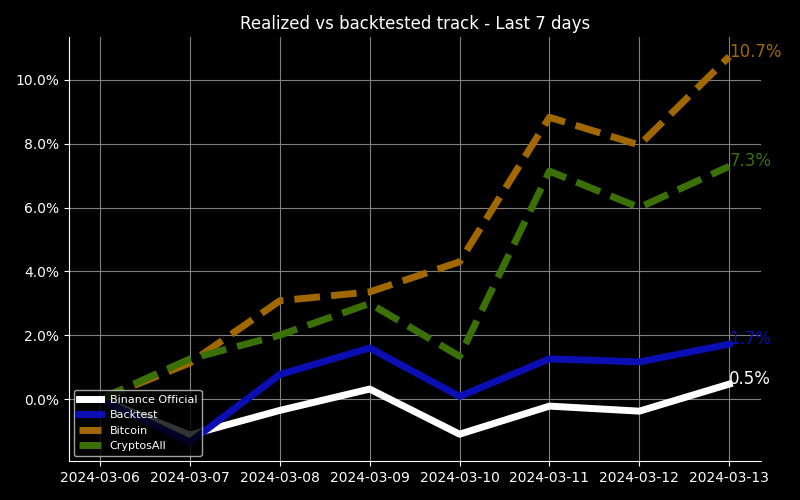 Realized vs backtested track - Last 7 days
10.7%
10.0%
8.0%
7.3%
6.0%
4.0%
2.0%
1.7%
0.5%
0.0%
Binance Official
Backtest
Bitcoin
CryptosAll
2024-03-06 2024-03-07 2024-03-08 2024-03-09 2024-03-10 2024-03-11 2024-03-12 2024-03-13